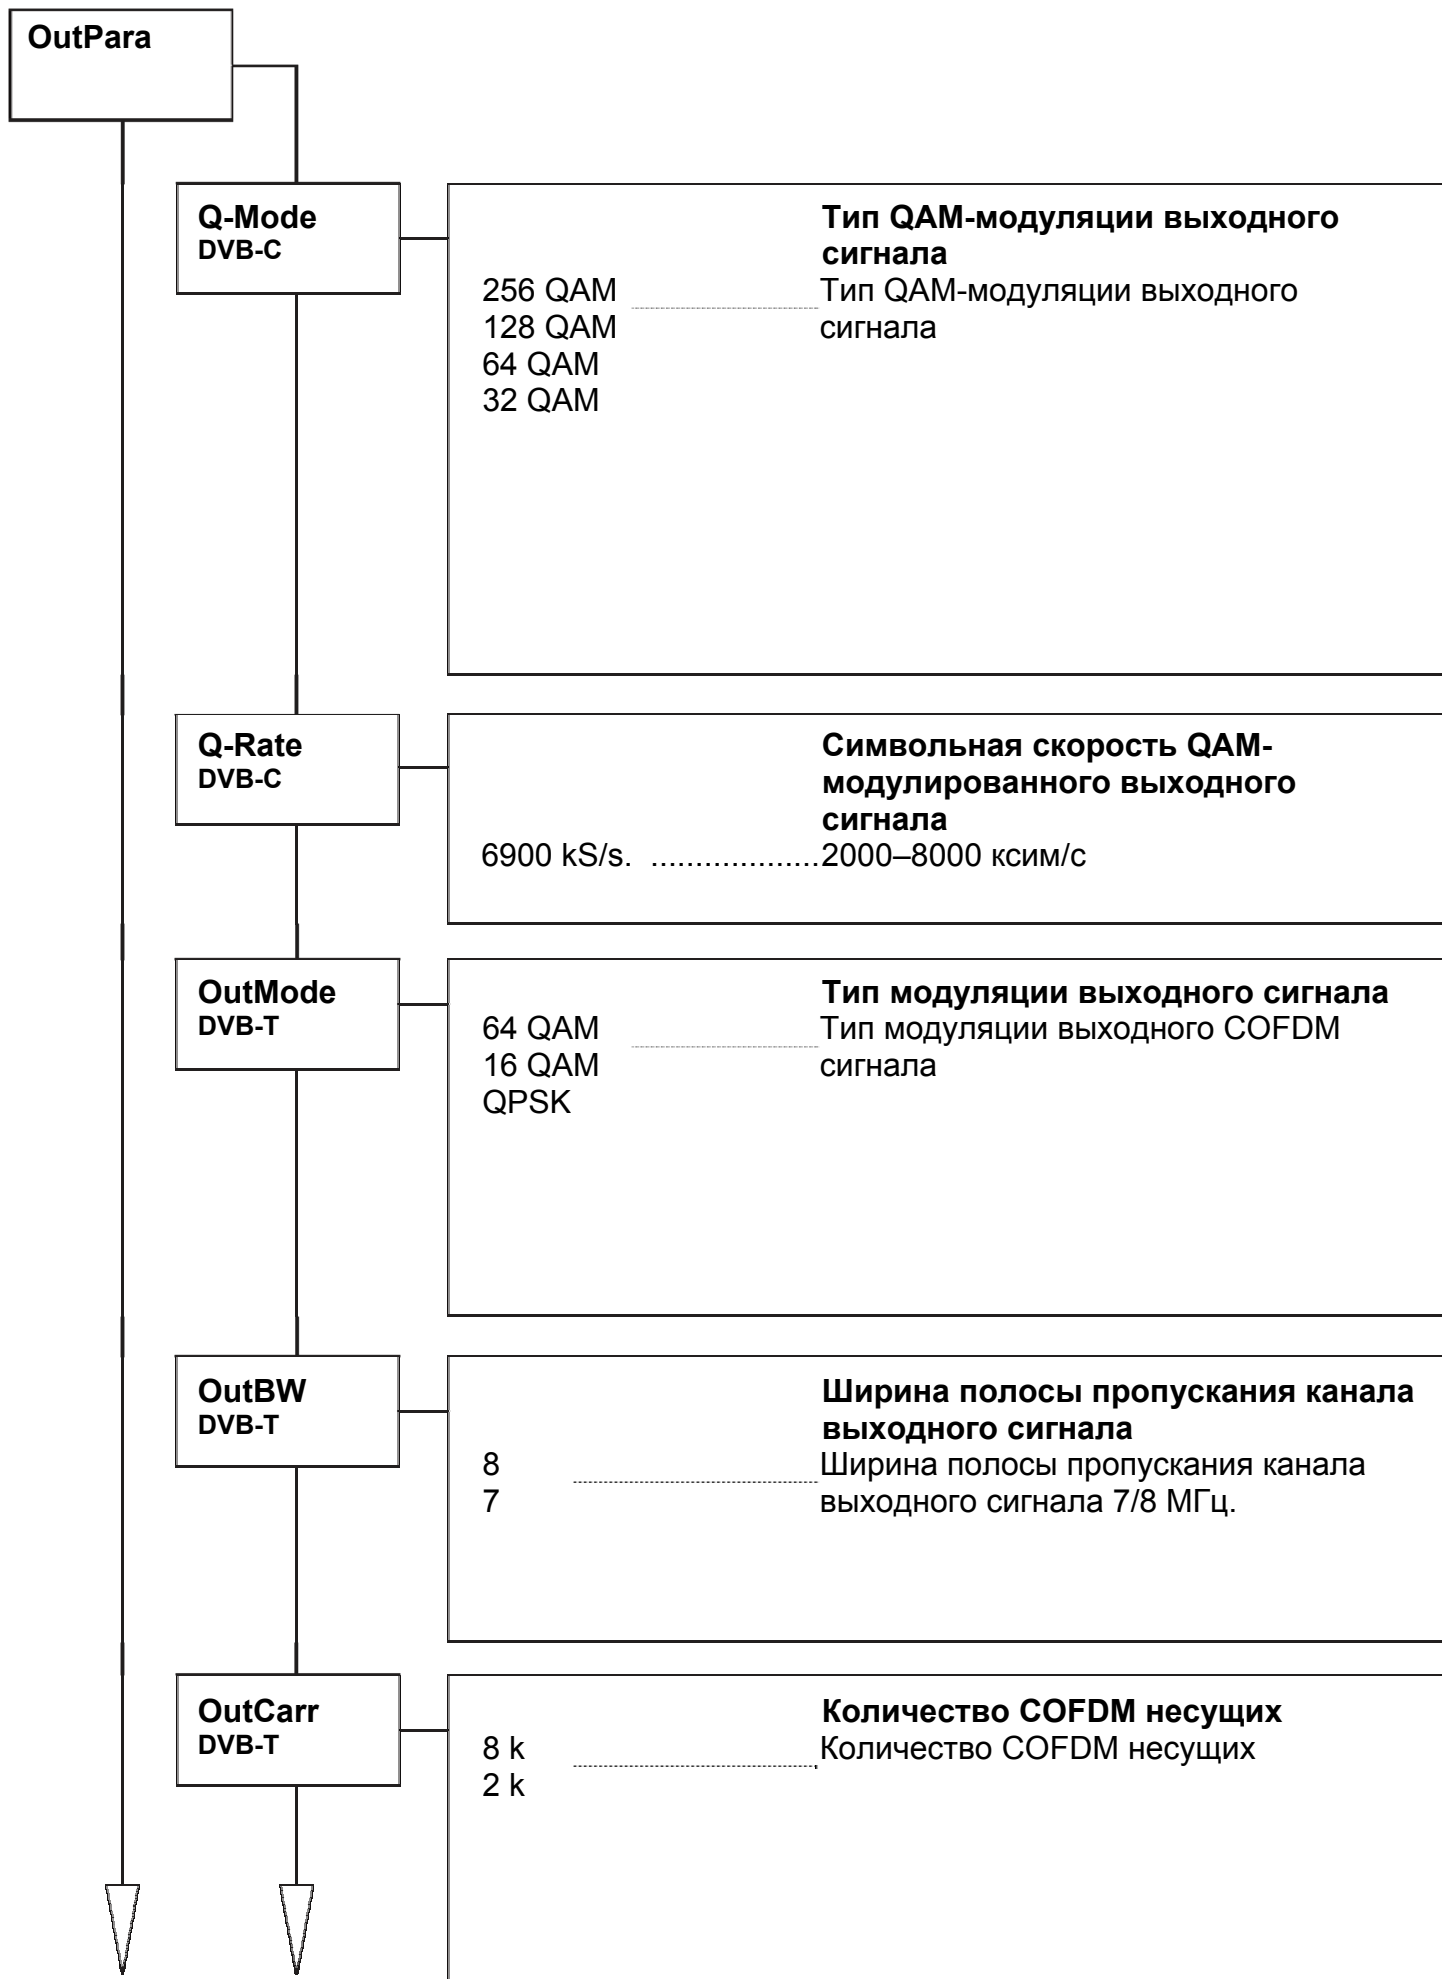 OutPara
Q-Mode
DVB-C
Тип QAM-модуляции выходного
сигнала
256 QAM Тип QAM-модуляции выходного
128 QAM сигнала
64 QAM
32 QAM
Q-Rate
DVB-C
Символьная скорость QAM-
модулированного выходного
сигнала
6900 kS/s. ...................2000–8000 ксим/с
OutMode
DVB-T
Тип модуляции выходного сигнала
64 QAM Тип модуляции выходного COFDM
16 QAM сигнала
QPSK
OutBW
DVB-T
Ширина полосы пропускания канала
выходного сигнала
8 Ширина полосы пропускания канала
7 выходного сигнала 7/8 МГц.
OutCarr
DVB-T
Количество COFDM несущих
8 k Количество COFDM несущих
2 k